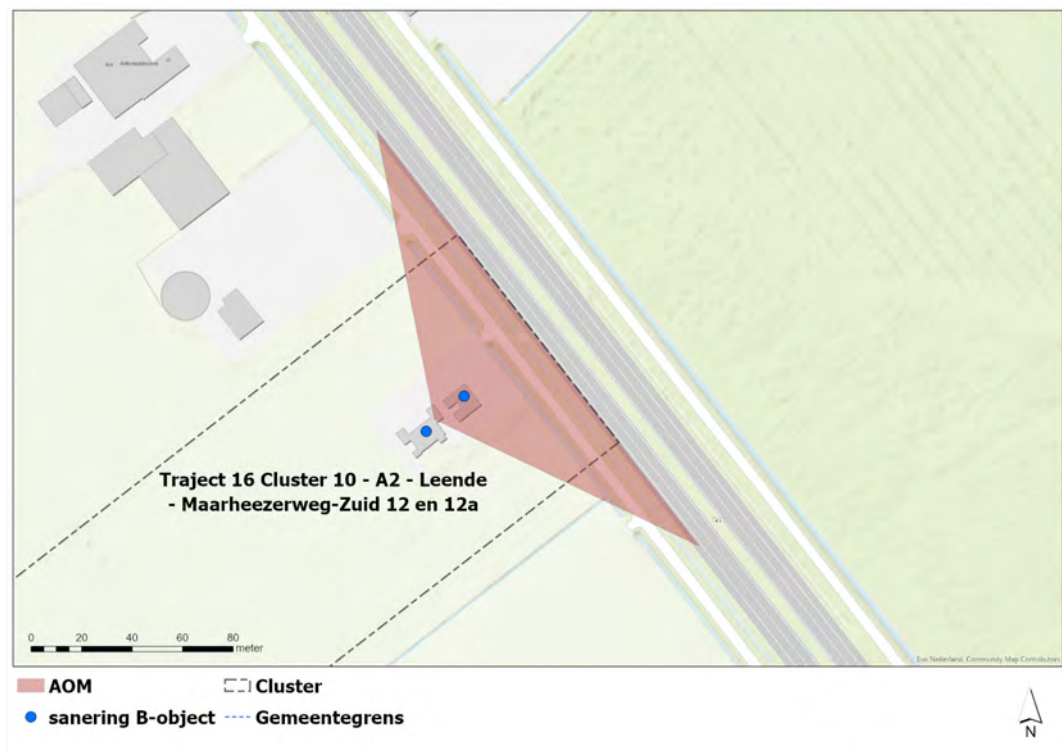 Traject 16 Cluster 10 - A2 - Leende
- Maarheezerweg-Zuid 12 en 12a
0 20 40 60 80
meter
Esri Nederland, Community Map Contributors
AOM
Cluster
sanering B-object
Gemeentegrens
N